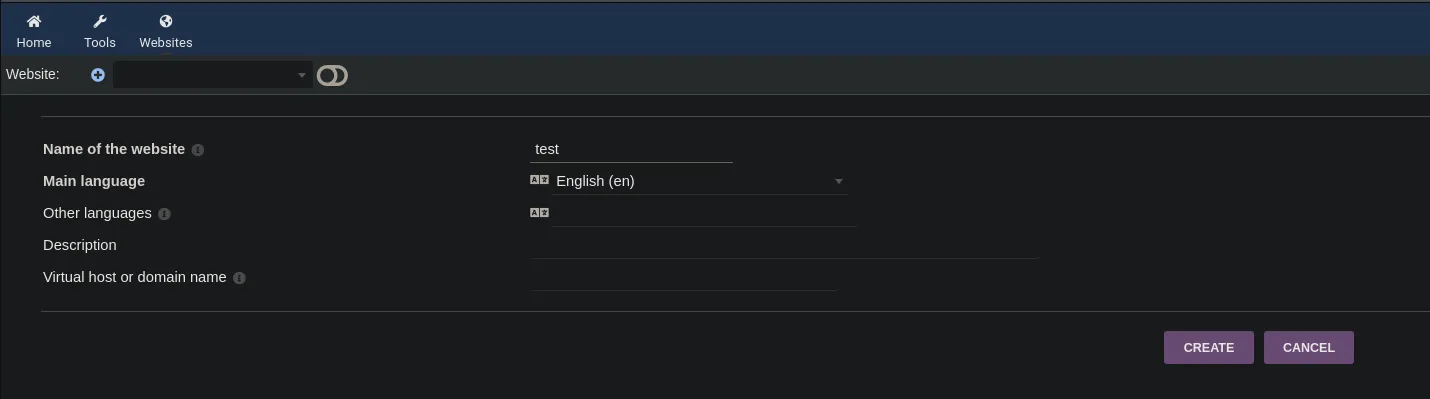 Home Tools Websites
Website:
Name of the website test
Main language English (en)
Other languages
Description
Virtual host or domain name
CREATE CANCEL